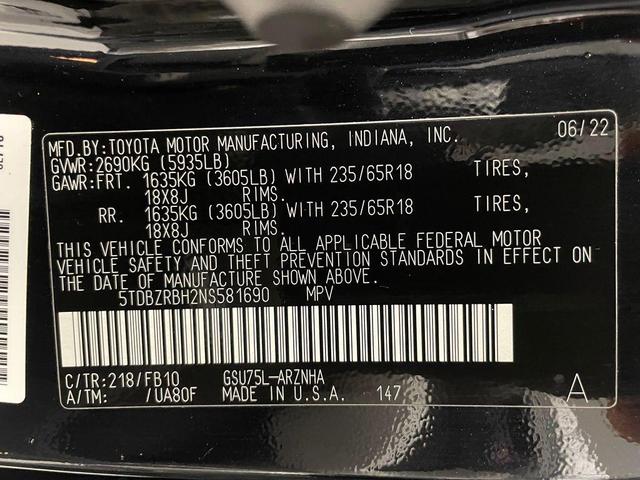 MFD.BY:TOYOTA MOTOR MANUFACTURING, INDIANA, INC. 06/22
GVWR:2690KG (5935LB)
GAWR:FRT. 1635KG (3605LB) WITH 235/65R18 TIRES,
18X8J RIMS.
RR. 1635KG (3605LB) WITH 235/65R18 TIRES,
18X8J RIMS.
THIS VEHICLE CONFORMS TO ALL APPLICABLE FEDERAL MOTOR
VEHICLE SAFETY AND THEFT PREVENTION STANDARDS IN EFFECT ON
THE DATE OF MANUFACTURE SHOWN ABOVE.
5TDBZRBH2NS581690 MPV
C/TR:218/FB10 GSU75L-ARZNHA
A/TM: /UA80F MADE IN U.S.A. 147 A